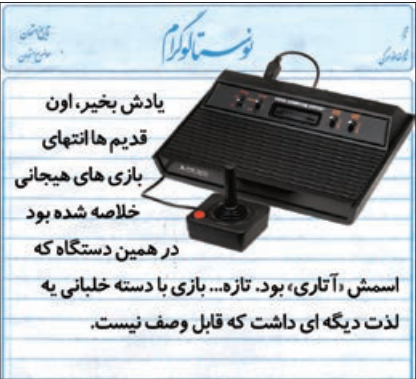 نوستالوگرام
یادش بخیر، اون
قدیم ها انتهای
بازی های هیجانی
خلاصه شده بود
در همین دستگاه که
اسمش «آتاری» بود. تازه... بازی با دسته خلبانی یه
لذت دیگه ای داشت که قابل وصف نیست.